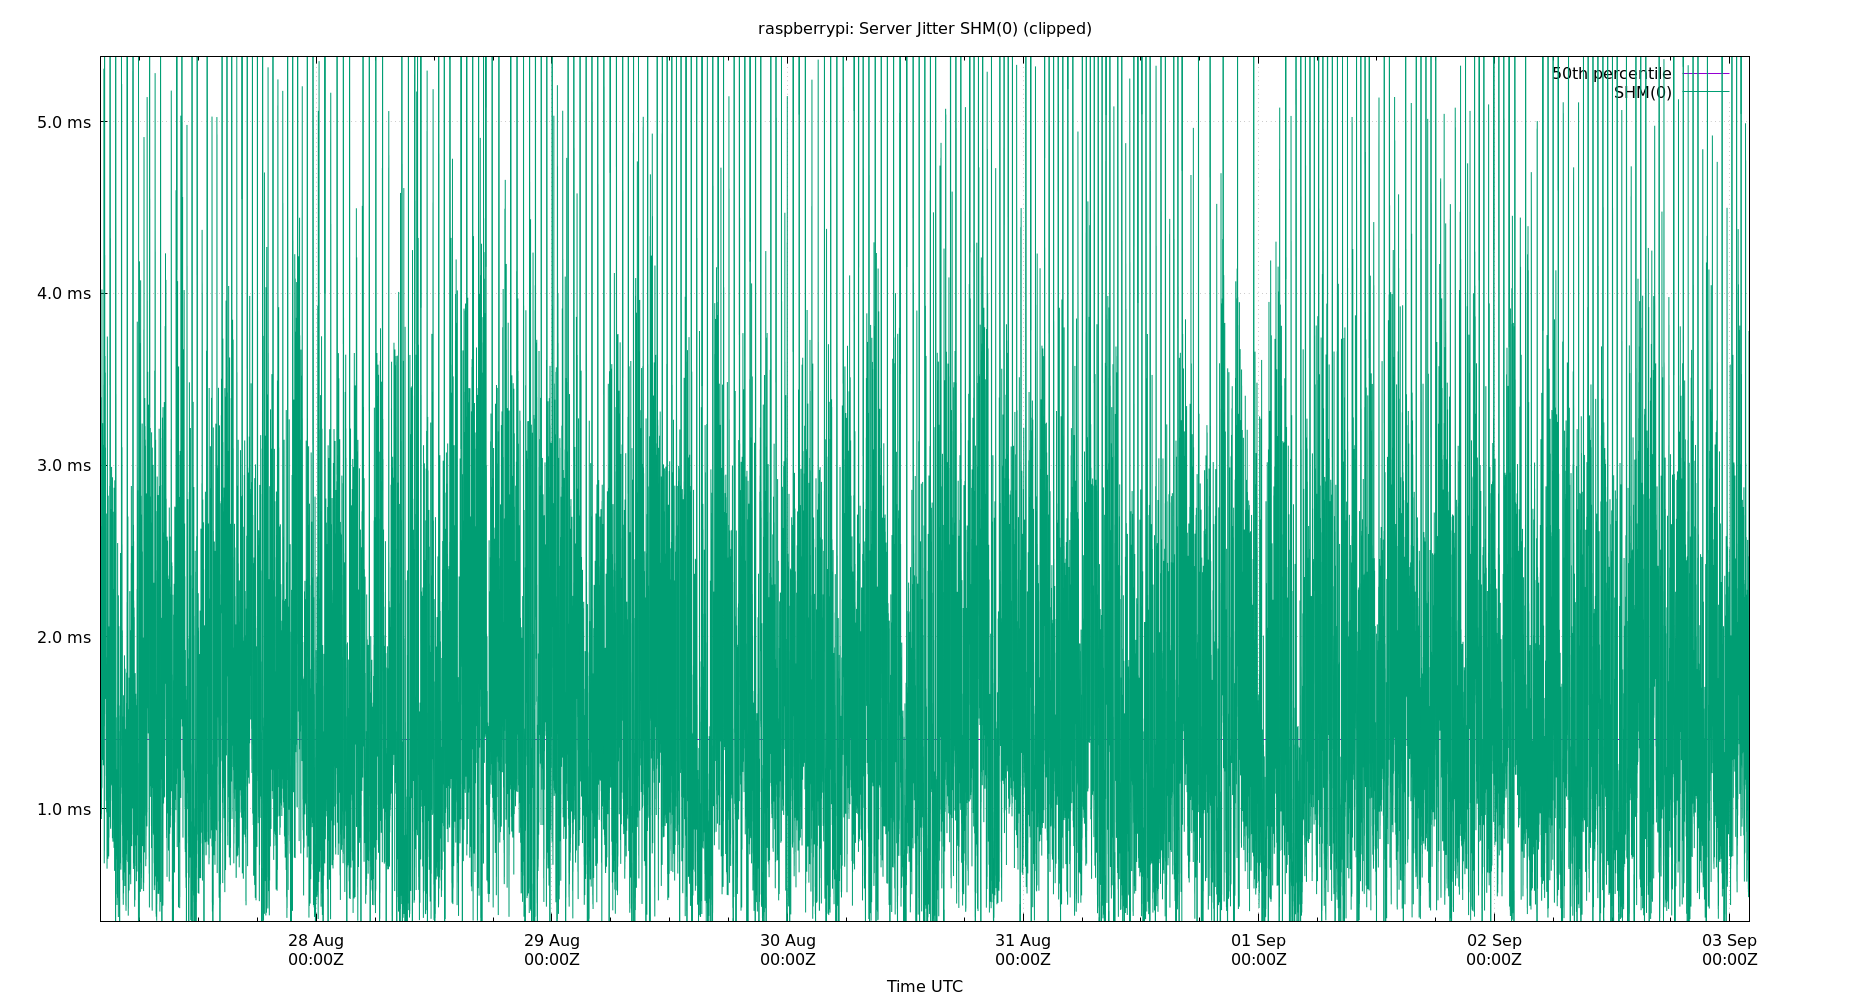 raspberrypi: Server Jitter SHM(0) (clipped)
50th percentile
SHM(0)
5.0 ms
4.0 ms
3.0 ms
2.0 ms
1.0 ms
28 Aug 29 Aug 30 Aug 31 Aug 01 Sep 02 Sep 03 Sep
00:00Z 00:00Z 00:00Z 00:00Z 00:00Z 00:00Z 00:00Z
Time UTC